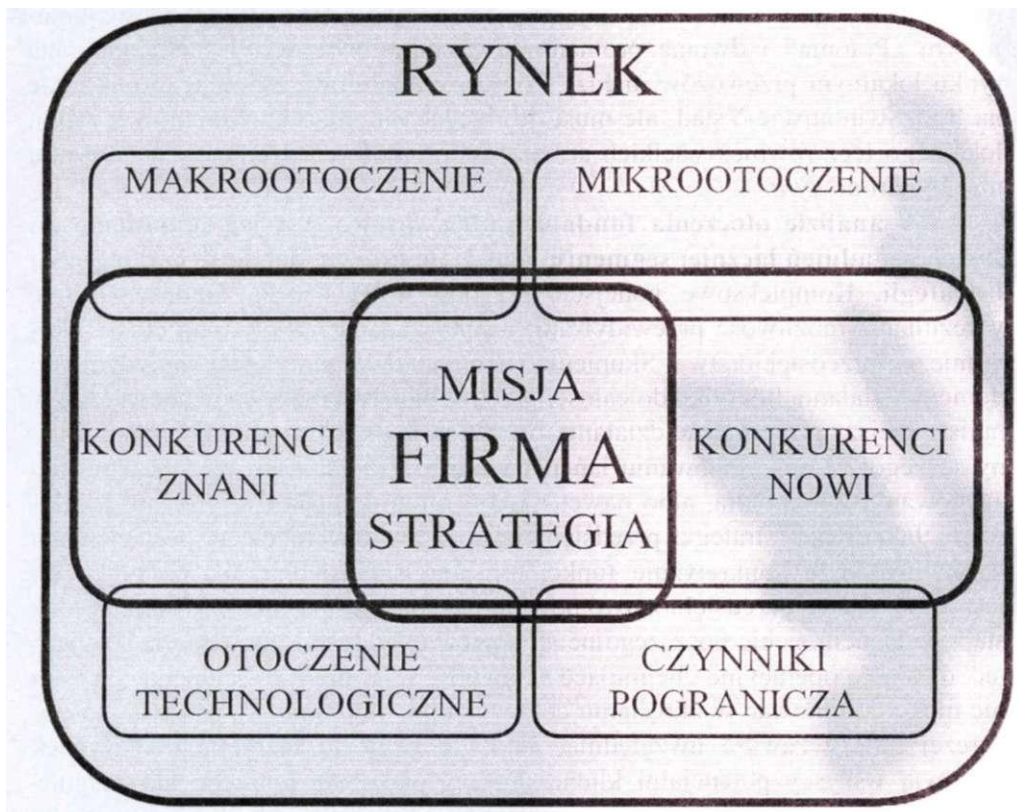 RYNEK
MAKROOTOCZENIE
MIKROOTOCZENIE
MISJA
KONKURENCI
ZNANI
FIRMA
KONKURENCI
NOWI
STRATEGIA
OTOCZENIE
TECHNOLOGICZNE
CZYNNIKI
POGRANICZA